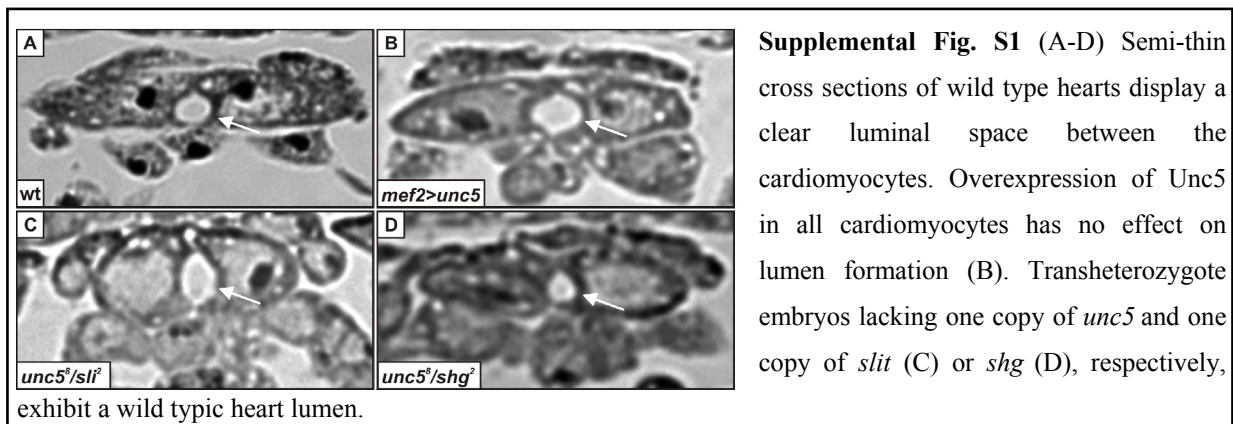 A
wt
B
mef2>unc5
C
unc5⁸/sli²
D
unc5⁸/shg²
Supplemental Fig. S1 (A-D) Semi-thin
cross sections of wild type hearts display a
clear luminal space between the
cardiomyocytes. Overexpression of Unc5
in all cardiomyocytes has no effect on
lumen formation (B). Transheterozygote
embryos lacking one copy of unc5 and one
copy of slit (C) or shg (D), respectively,
exhibit a wild typic heart lumen.